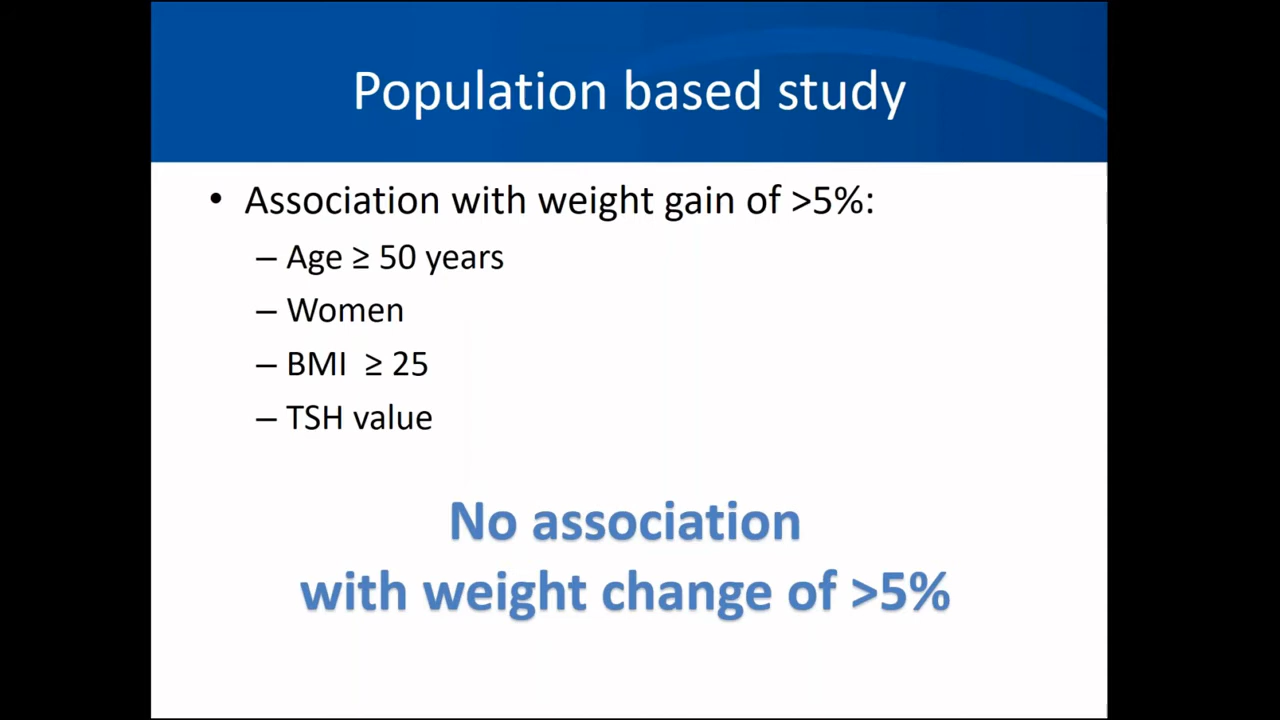 Population based study
• Association with weight gain of >5%:
– Age ≥ 50 years
– Women
– BMI ≥ 25
– TSH value
No association
with weight change of >5%